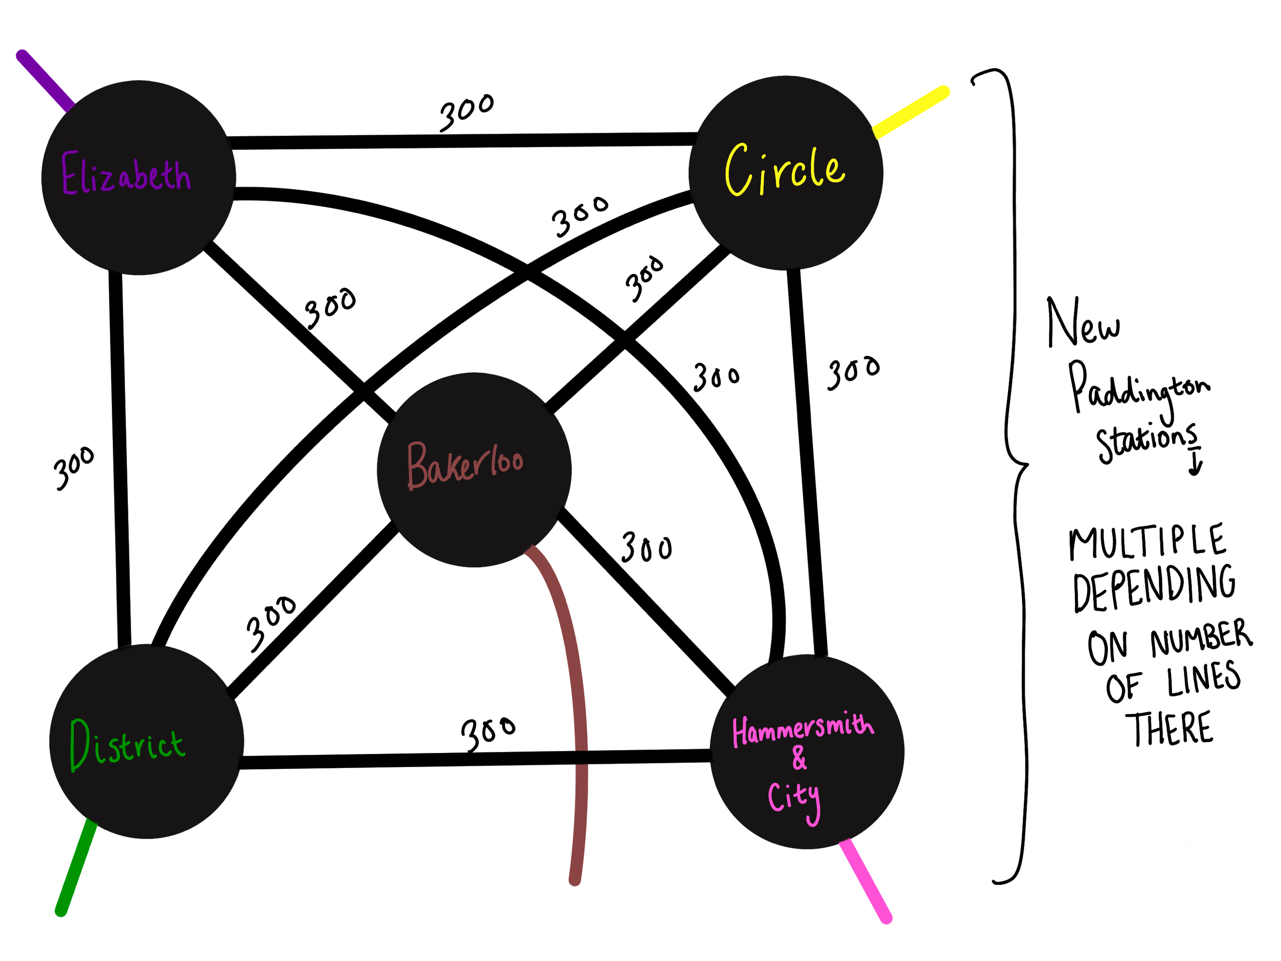 300
Elizabeth
Circle
300
300
300
300
300
300
Bakerloo
300
300
300
District
Hammersmith
&
City
New
Paddington
Stations
MULTIPLE
DEPENDING
ON NUMBER
OF LINES
THERE